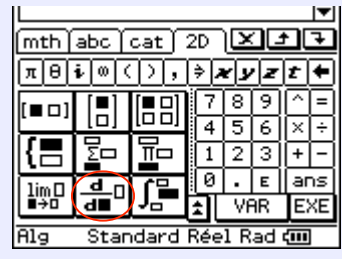 mth abc cat 2D
π θ i ∞ ( ) , ⇒ x y z t ←
[■□] [■ □] [■□ □□] 7 8 9 ^ =
4 5 6 × ÷
{■ □ Σ□ Π□ 1 2 3 + -
lim□ ■→□ d/d■□ ∫□ 0 . E ans
VAR EXE
Alg Standard Réel Rad